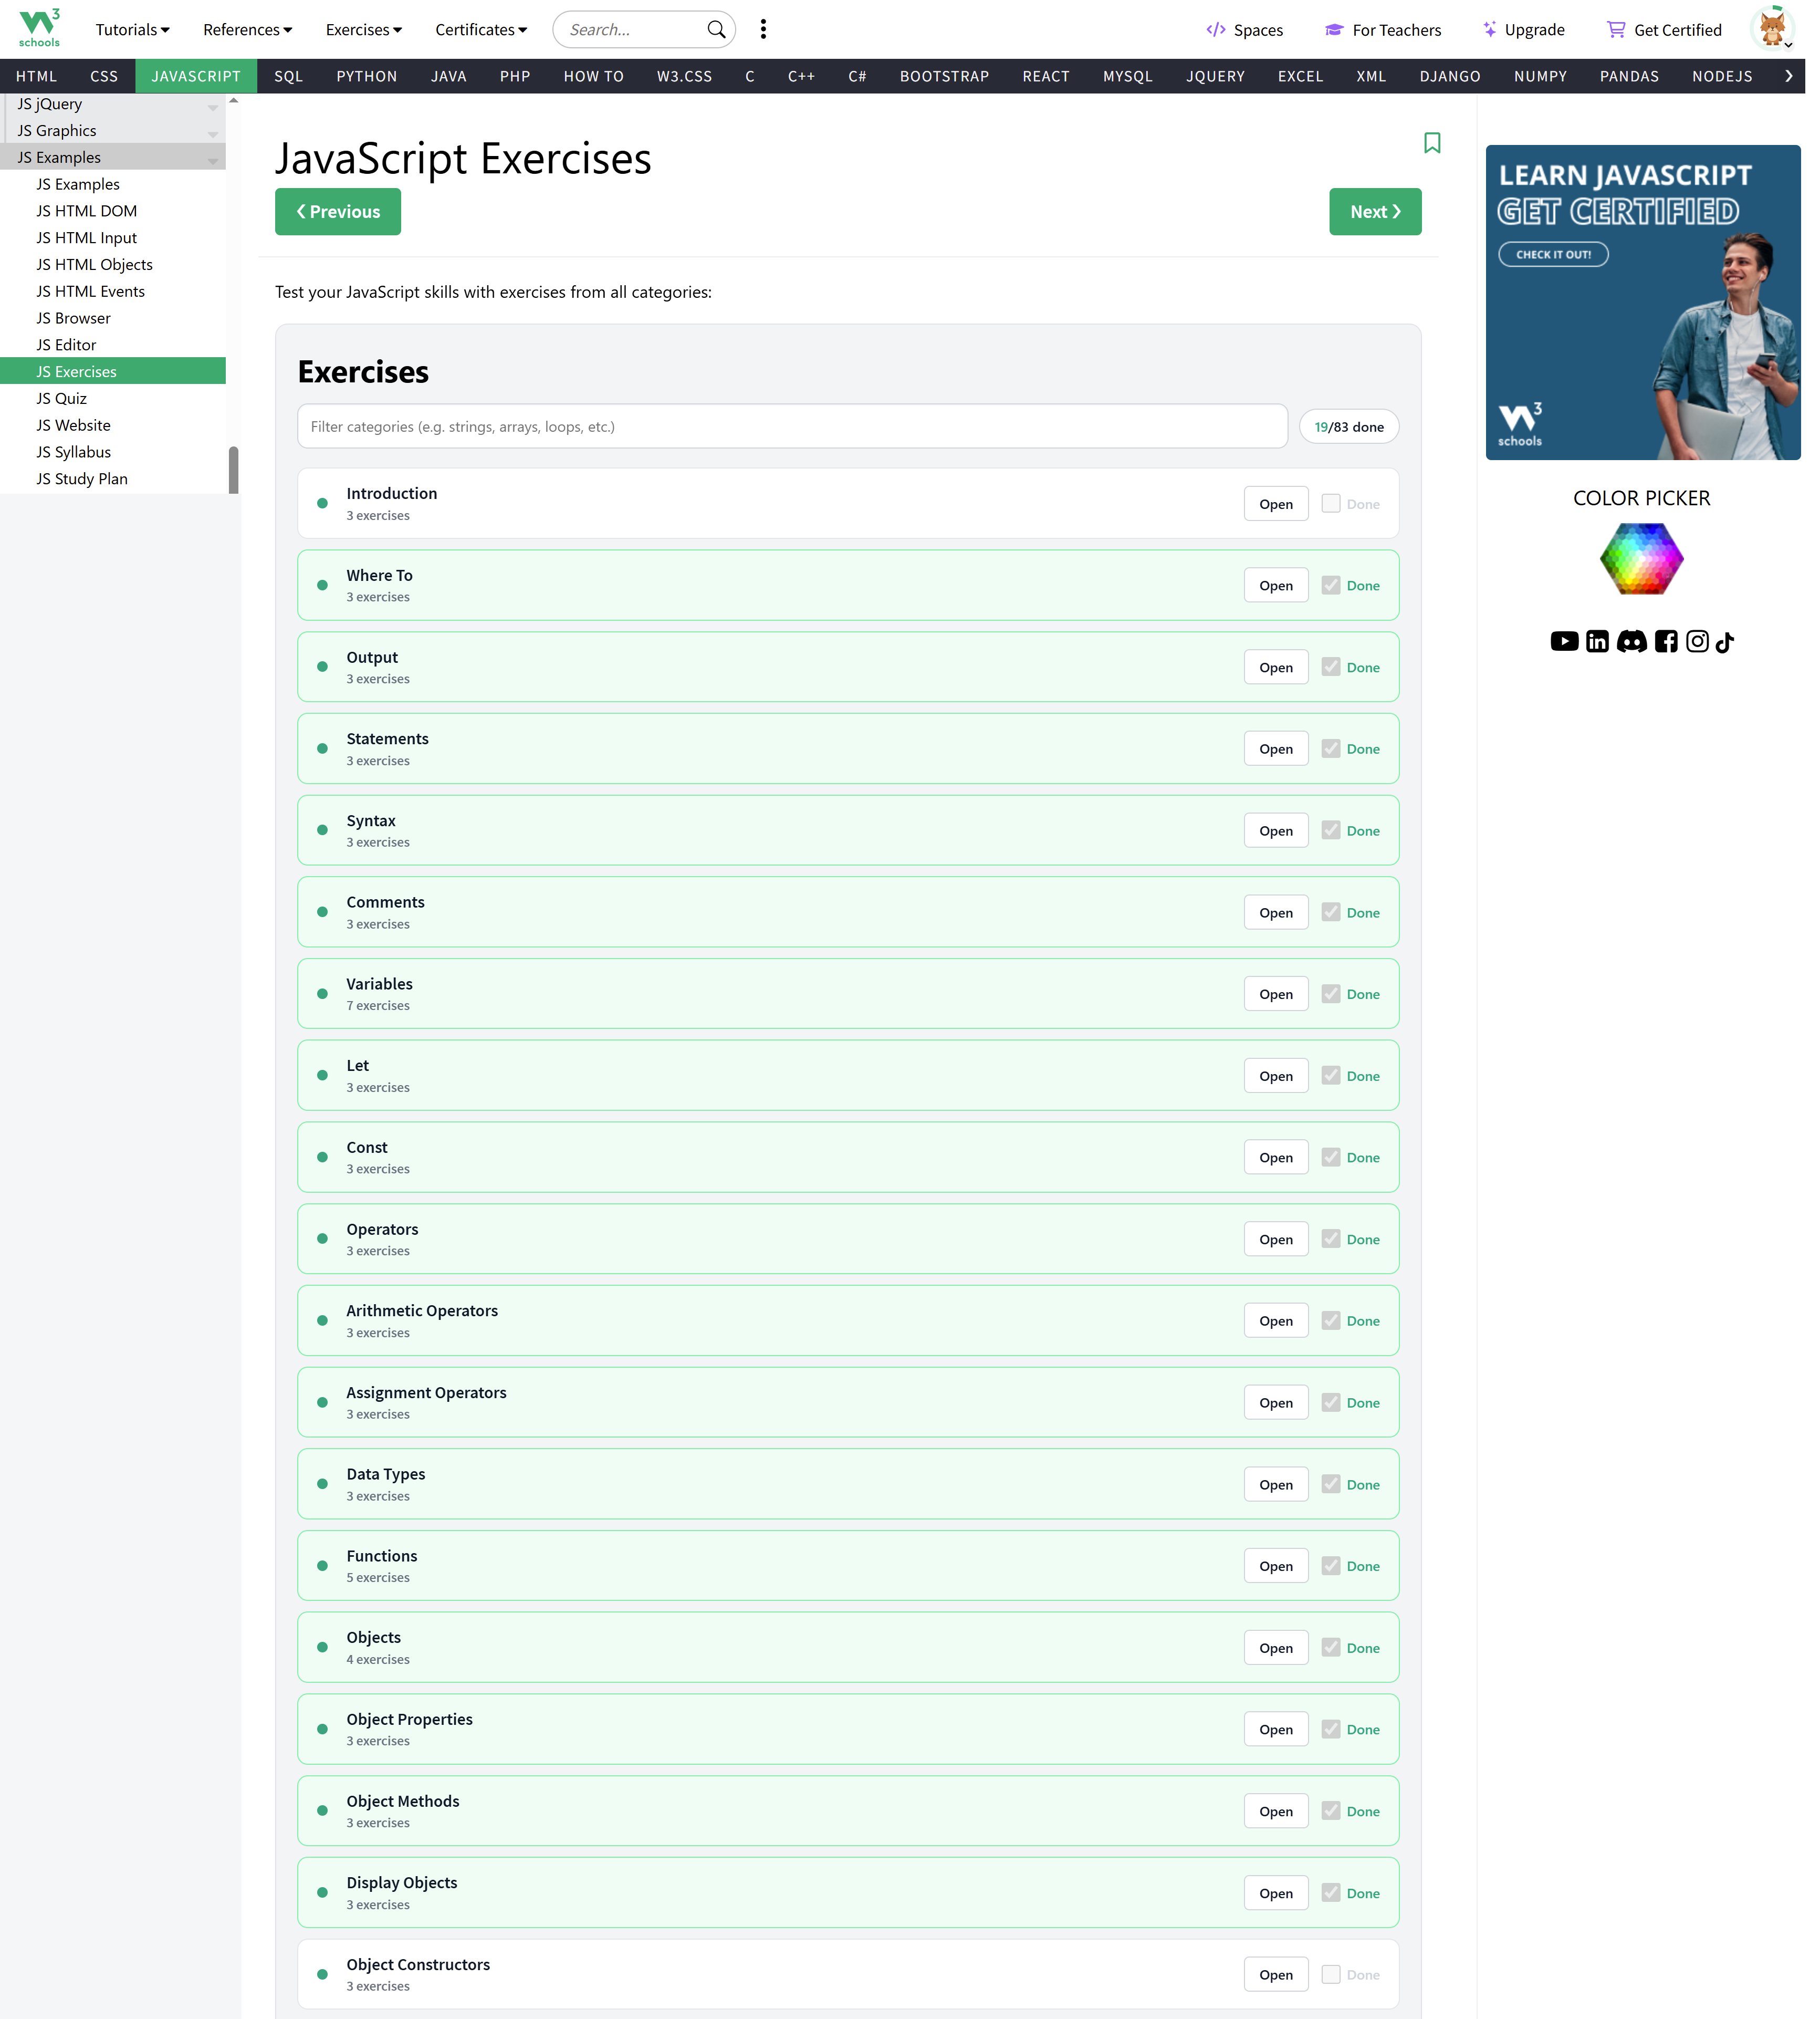 W3 schools
Tutorials References Exercises Certificates Search... Spaces For Teachers Upgrade Get Certified
HTML CSS JAVASCRIPT SQL PYTHON JAVA PHP HOW TO W3.CSS C C++ C# BOOTSTRAP REACT MYSQL JQUERY EXCEL XML DJANGO NUMPY PANDAS NODEJS
JS jQuery
JS Graphics
JS Examples
JS Examples
JS HTML DOM
JS HTML Input
JS HTML Objects
JS HTML Events
JS Browser
JS Editor
JS Exercises
JS Quiz
JS Website
JS Syllabus
JS Study Plan
JavaScript Exercises
❮ Previous
Next ❯
Test your JavaScript skills with exercises from all categories:
Exercises
Filter categories (e.g. strings, arrays, loops, etc.)
19/83 done
Introduction
3 exercises
Open Done
Where To
3 exercises
Open Done
Output
3 exercises
Open Done
Statements
3 exercises
Open Done
Syntax
3 exercises
Open Done
Comments
3 exercises
Open Done
Variables
7 exercises
Open Done
Let
3 exercises
Open Done
Const
3 exercises
Open Done
Operators
3 exercises
Open Done
Arithmetic Operators
3 exercises
Open Done
Assignment Operators
3 exercises
Open Done
Data Types
3 exercises
Open Done
Functions
5 exercises
Open Done
Objects
4 exercises
Open Done
Object Properties
3 exercises
Open Done
Object Methods
3 exercises
Open Done
Display Objects
3 exercises
Open Done
Object Constructors
3 exercises
Open Done
LEARN JAVASCRIPT
GET CERTIFIED
CHECK IT OUT!
W3 schools
COLOR PICKER